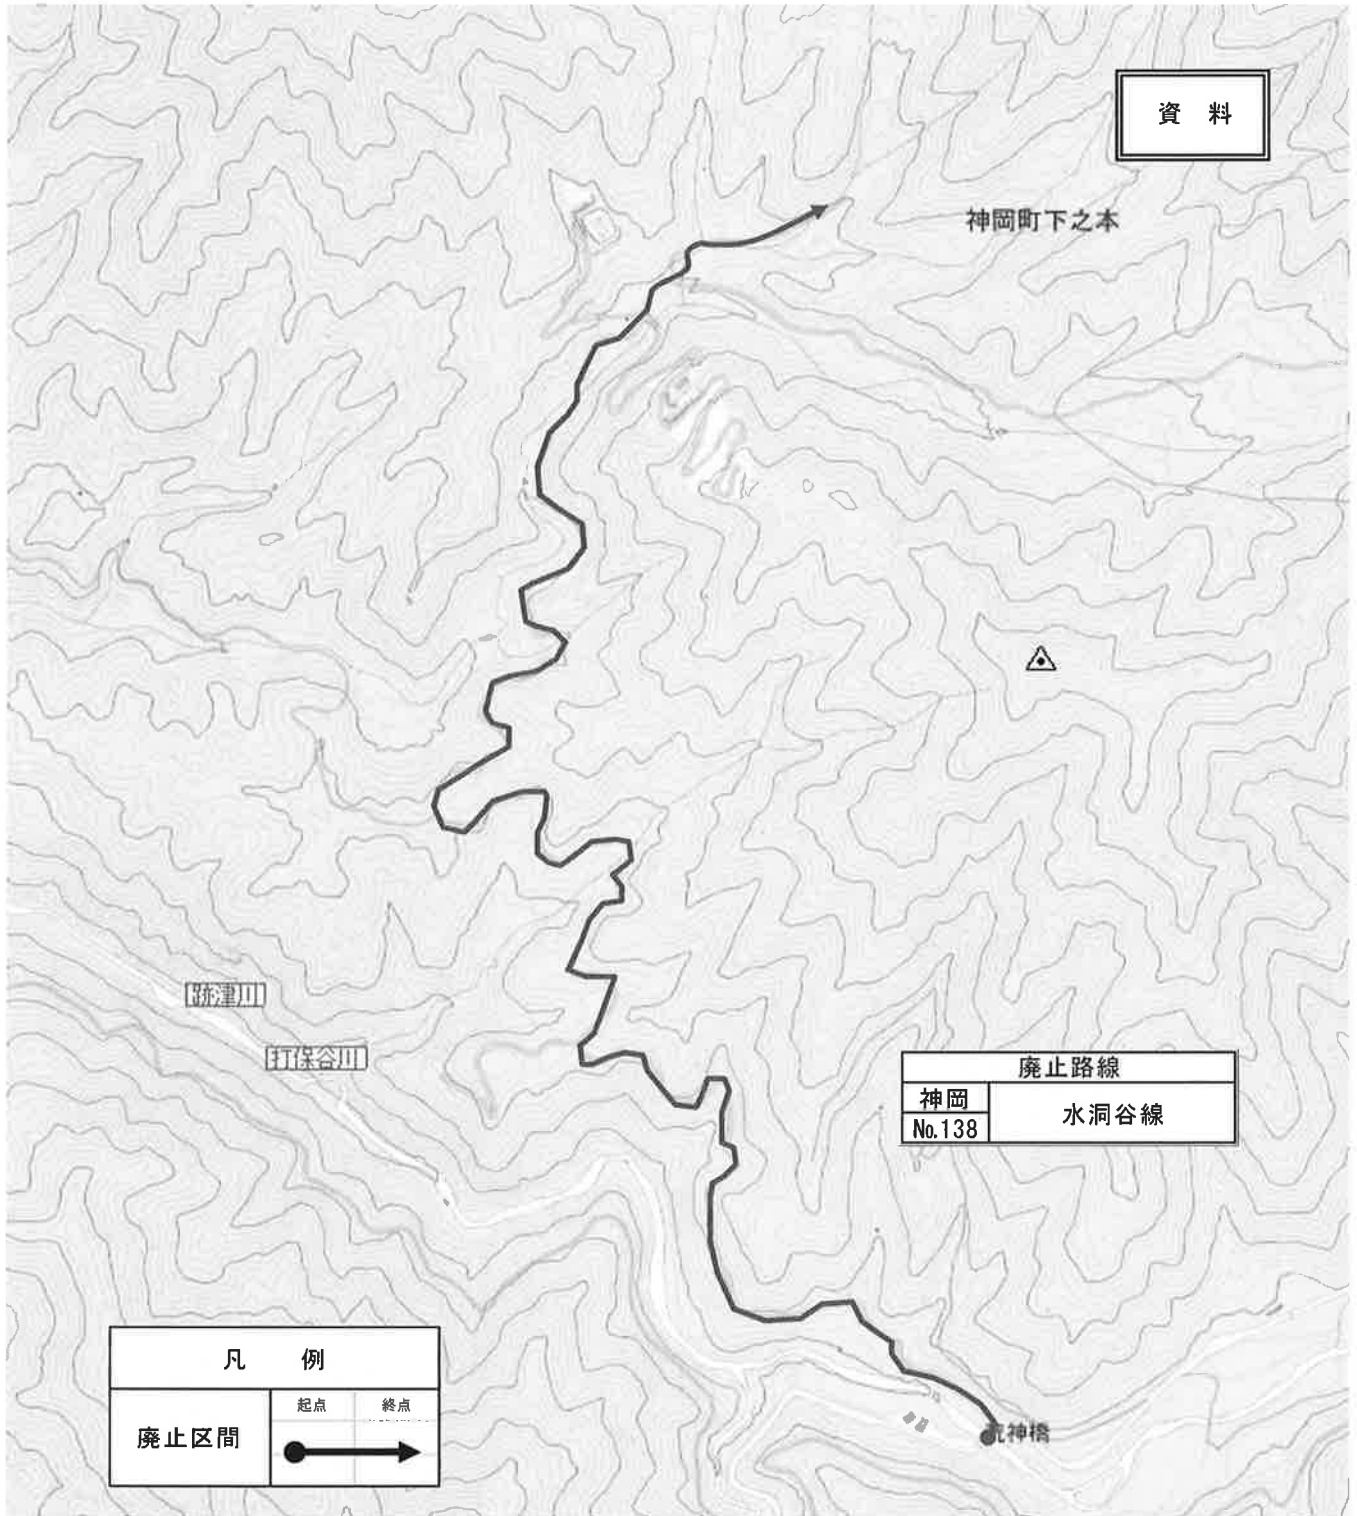 資 料
神岡町下之本
跡津川
打保谷川
廃止路線
神岡
No.138
水洞谷線
凡 例
起点 終点
廃止区間
荒神橋